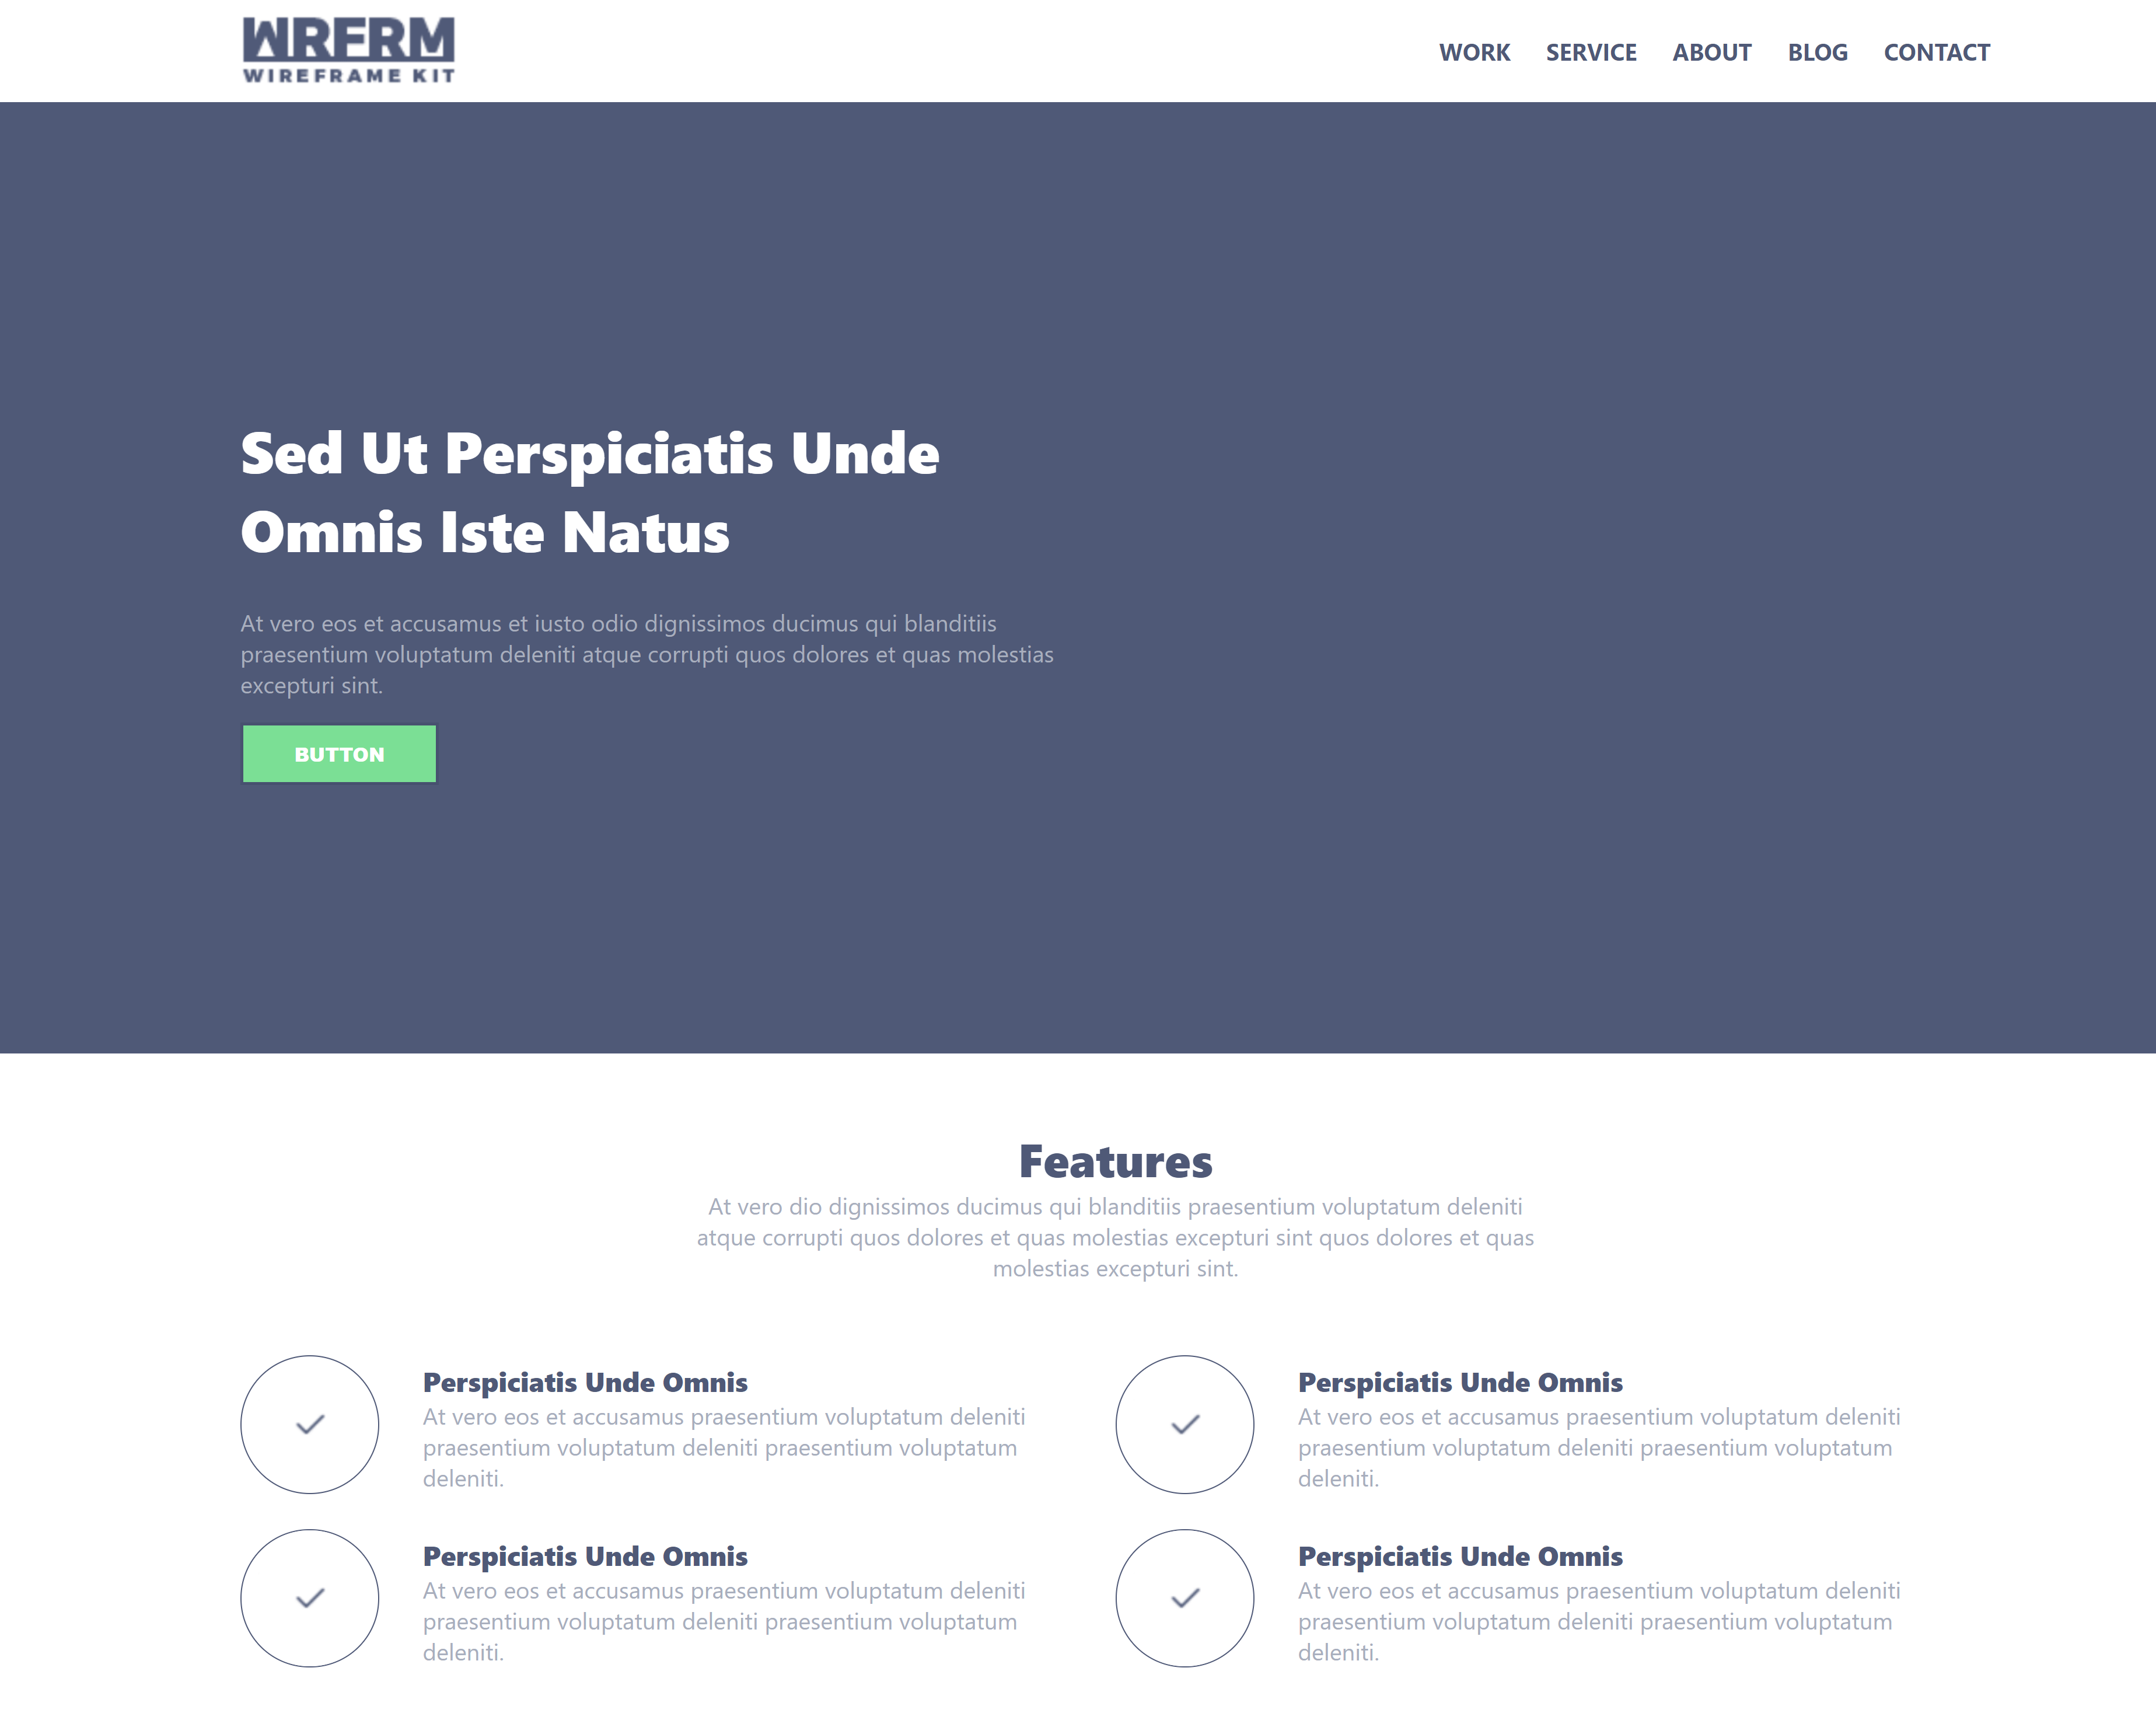 WRFRM
WIREFRAME KIT
WORK SERVICE ABOUT BLOG CONTACT
Sed Ut Perspiciatis Unde
Omnis Iste Natus
At vero eos et accusamus et iusto odio dignissimos ducimus qui blanditiis
praesentium voluptatum deleniti atque corrupti quos dolores et quas molestias
excepturi sint.
BUTTON
Features
At vero dio dignissimos ducimus qui blanditiis praesentium voluptatum deleniti
atque corrupti quos dolores et quas molestias excepturi sint quos dolores et quas
molestias excepturi sint.
Perspiciatis Unde Omnis
At vero eos et accusamus praesentium voluptatum deleniti
praesentium voluptatum deleniti praesentium voluptatum
deleniti.
Perspiciatis Unde Omnis
At vero eos et accusamus praesentium voluptatum deleniti
praesentium voluptatum deleniti praesentium voluptatum
deleniti.
Perspiciatis Unde Omnis
At vero eos et accusamus praesentium voluptatum deleniti
praesentium voluptatum deleniti praesentium voluptatum
deleniti.
Perspiciatis Unde Omnis
At vero eos et accusamus praesentium voluptatum deleniti
praesentium voluptatum deleniti praesentium voluptatum
deleniti.